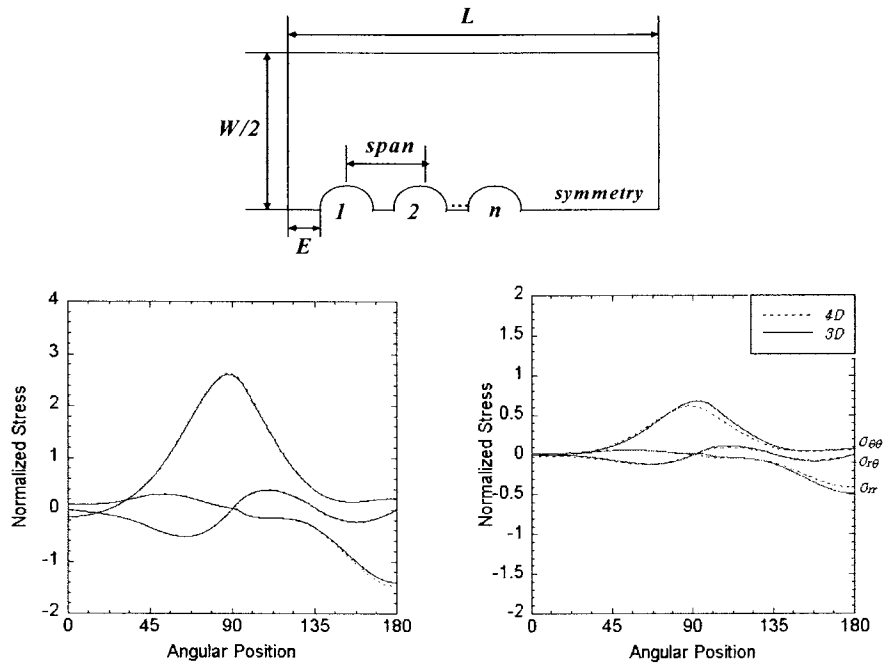 L
W/2
span
symmetry
1
2
...
n
E
4
3
2
1
0
-1
-2
Normalized Stress
0
45
90
135
180
Angular Position
2
1.5
1
0.5
0
-0.5
-1
-1.5
-2
Normalized Stress
4D
3D
σθθ
σrθ
σrr
0
45
90
135
180
Angular Position